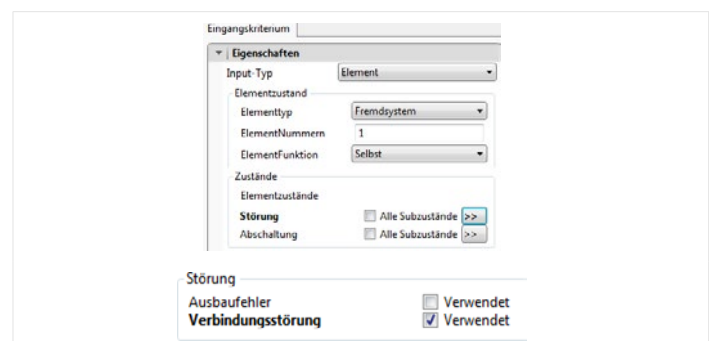 Eingangskriterium
Eigenschaften
Input-Typ Element
Elementzustand
Elementtyp Fremdsystem
ElementNummern 1
ElementFunktion Selbst
Zustände
Elementzustände
Störung Alle Subzustände >>
Abschaltung Alle Subzustände >>
Störung
Ausbaufehler Verwendet
Verbindungsstörung Verwendet